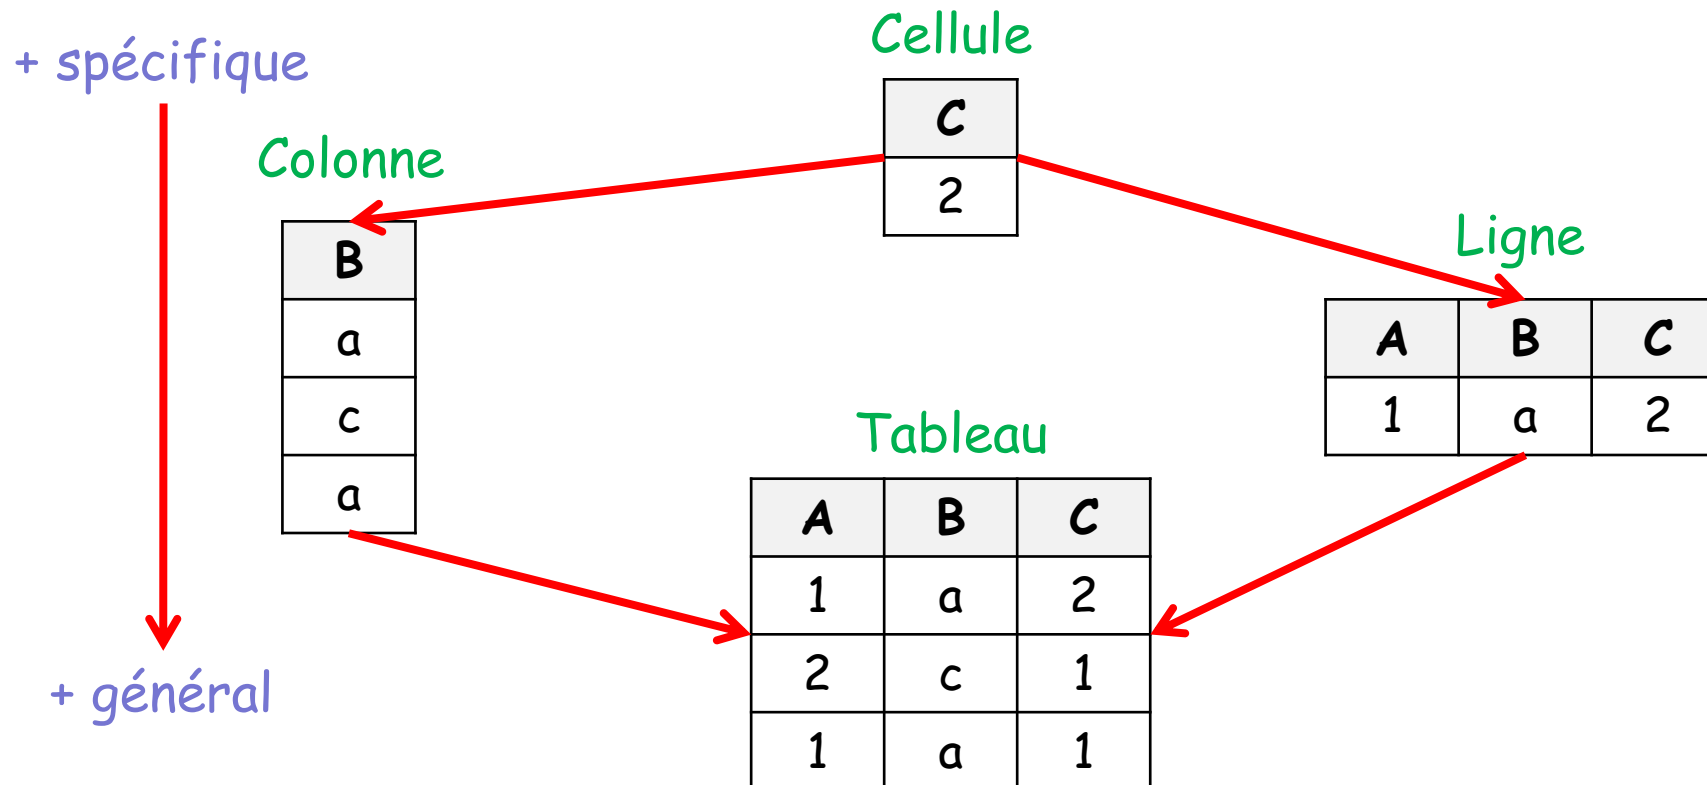 + spécifique
+ général
Cellule
C
2
Colonne
B
a
c
a
Ligne
A B C
1 a 2
Tableau
A B C
1 a 2
2 c 1
1 a 1